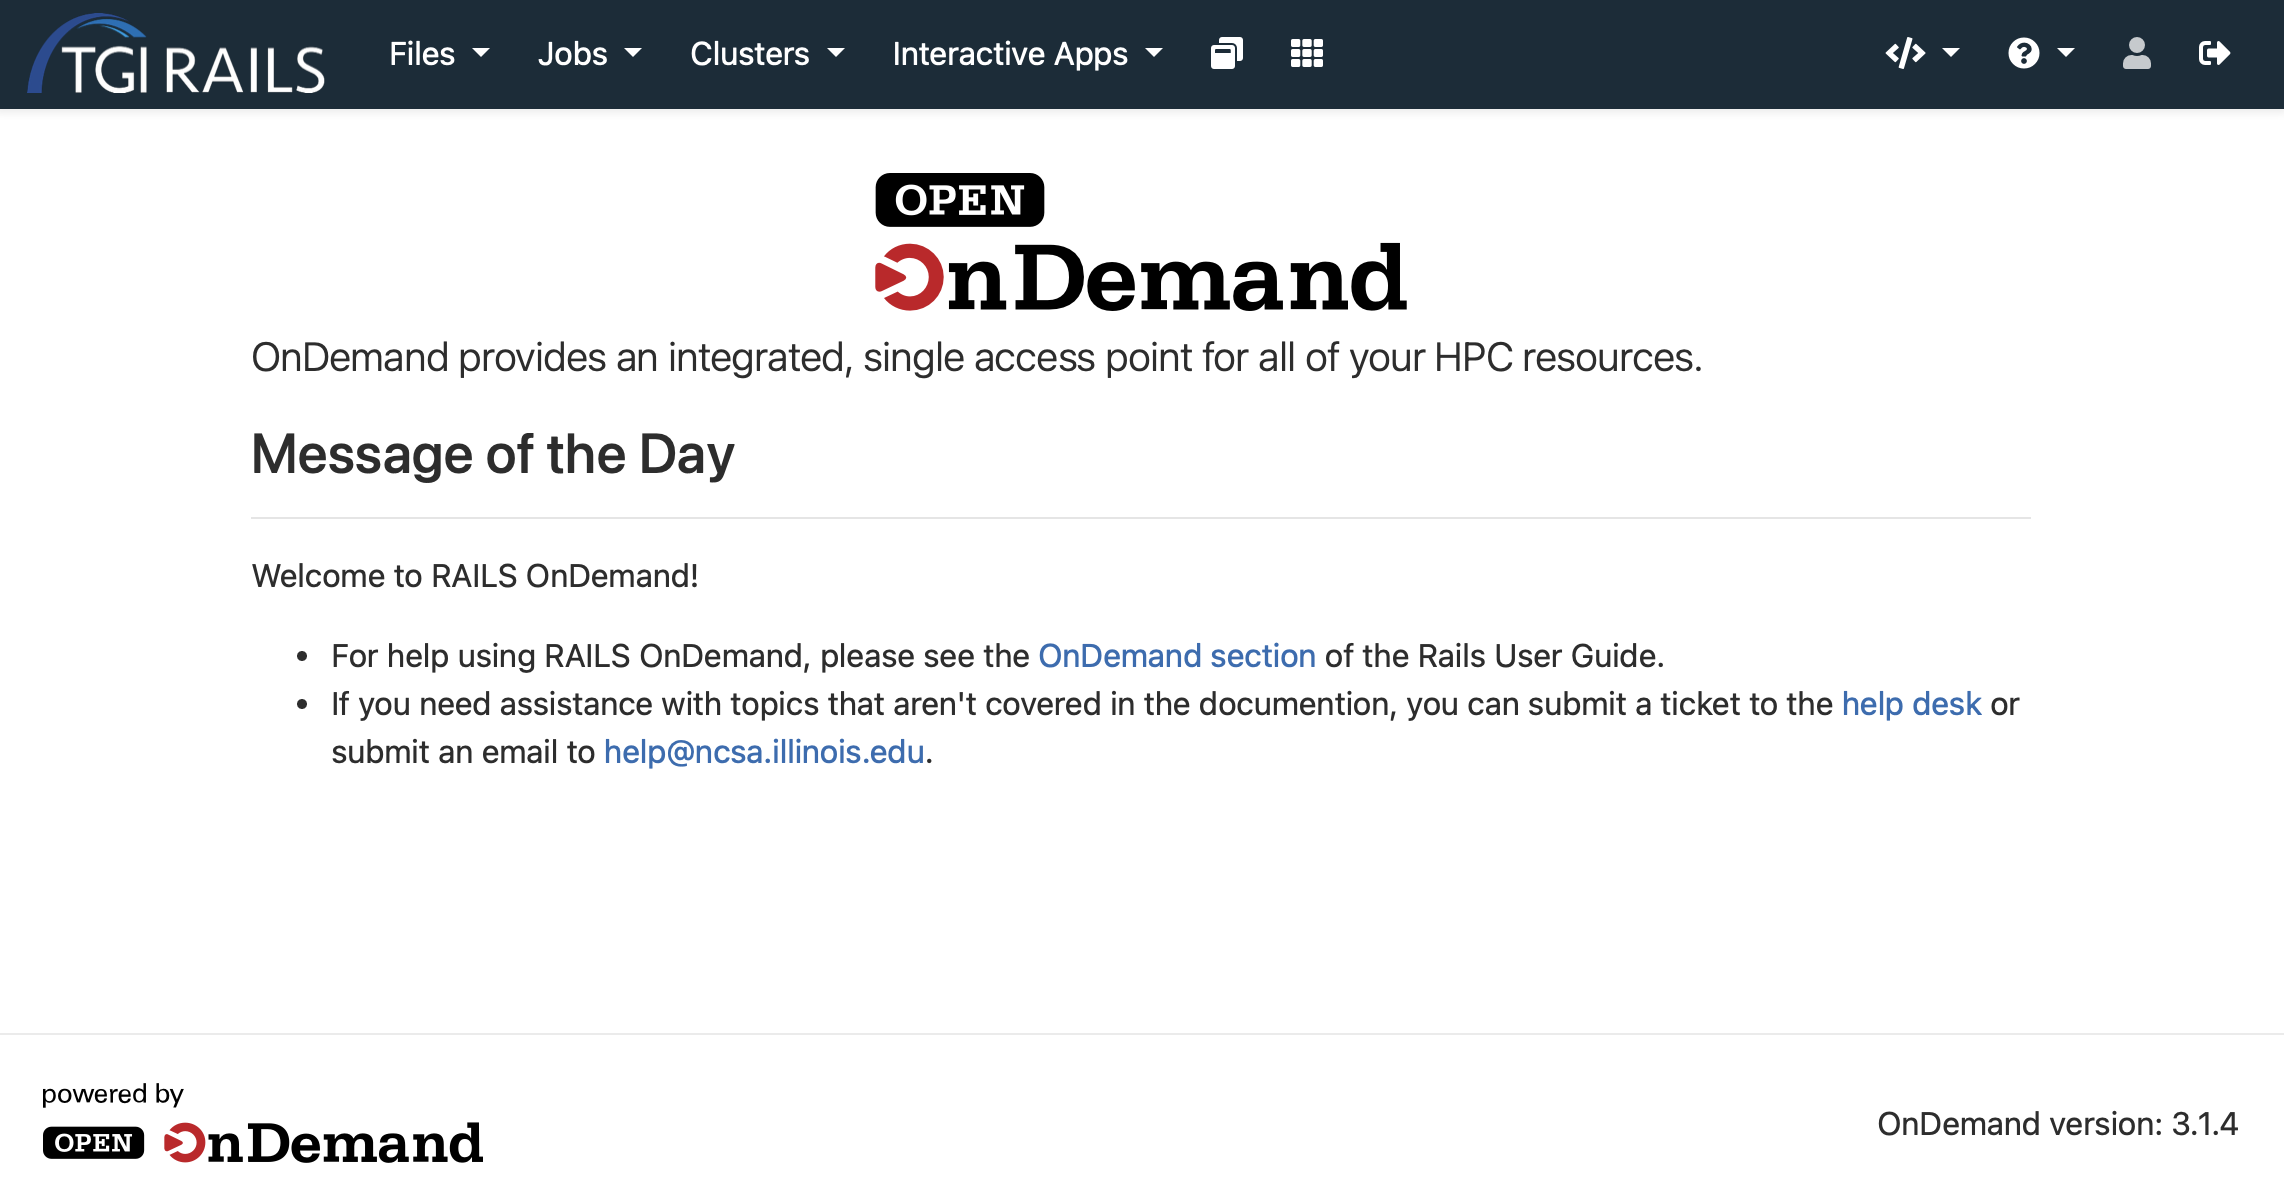 TGI RAILS
Files
Jobs
Clusters
Interactive Apps
OPEN
OnDemand
OnDemand provides an integrated, single access point for all of your HPC resources.
Message of the Day
Welcome to RAILS OnDemand!
• For help using RAILS OnDemand, please see the OnDemand section of the Rails User Guide.
• If you need assistance with topics that aren't covered in the documention, you can submit a ticket to the help desk or
submit an email to help@ncsa.illinois.edu.
powered by
OPEN OnDemand
OnDemand version: 3.1.4